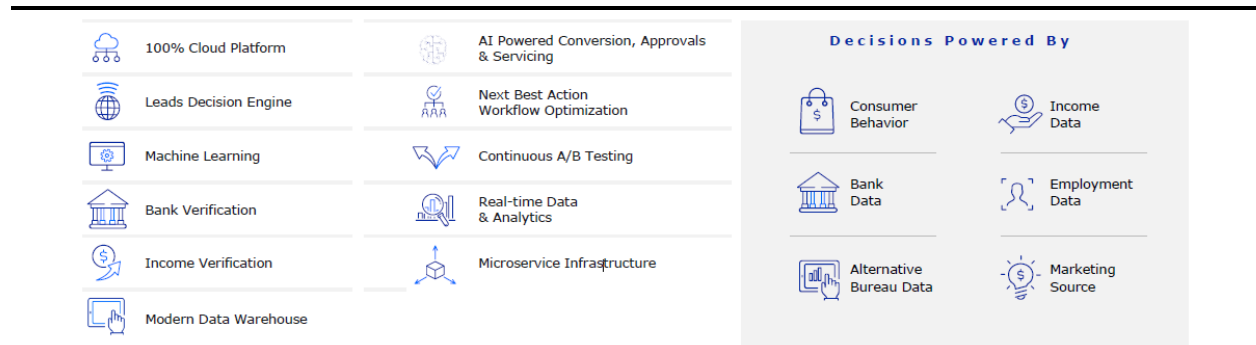 100% Cloud Platform
Leads Decision Engine
Machine Learning
Bank Verification
Income Verification
Modern Data Warehouse
AI Powered Conversion, Approvals
& Servicing
Next Best Action
Workflow Optimization
Continuous A/B Testing
Real-time Data
& Analytics
Microservice Infrastructure
Decisions Powered By
Consumer
Behavior
Income
Data
Bank
Data
Employment
Data
Alternative
Bureau Data
Marketing
Source